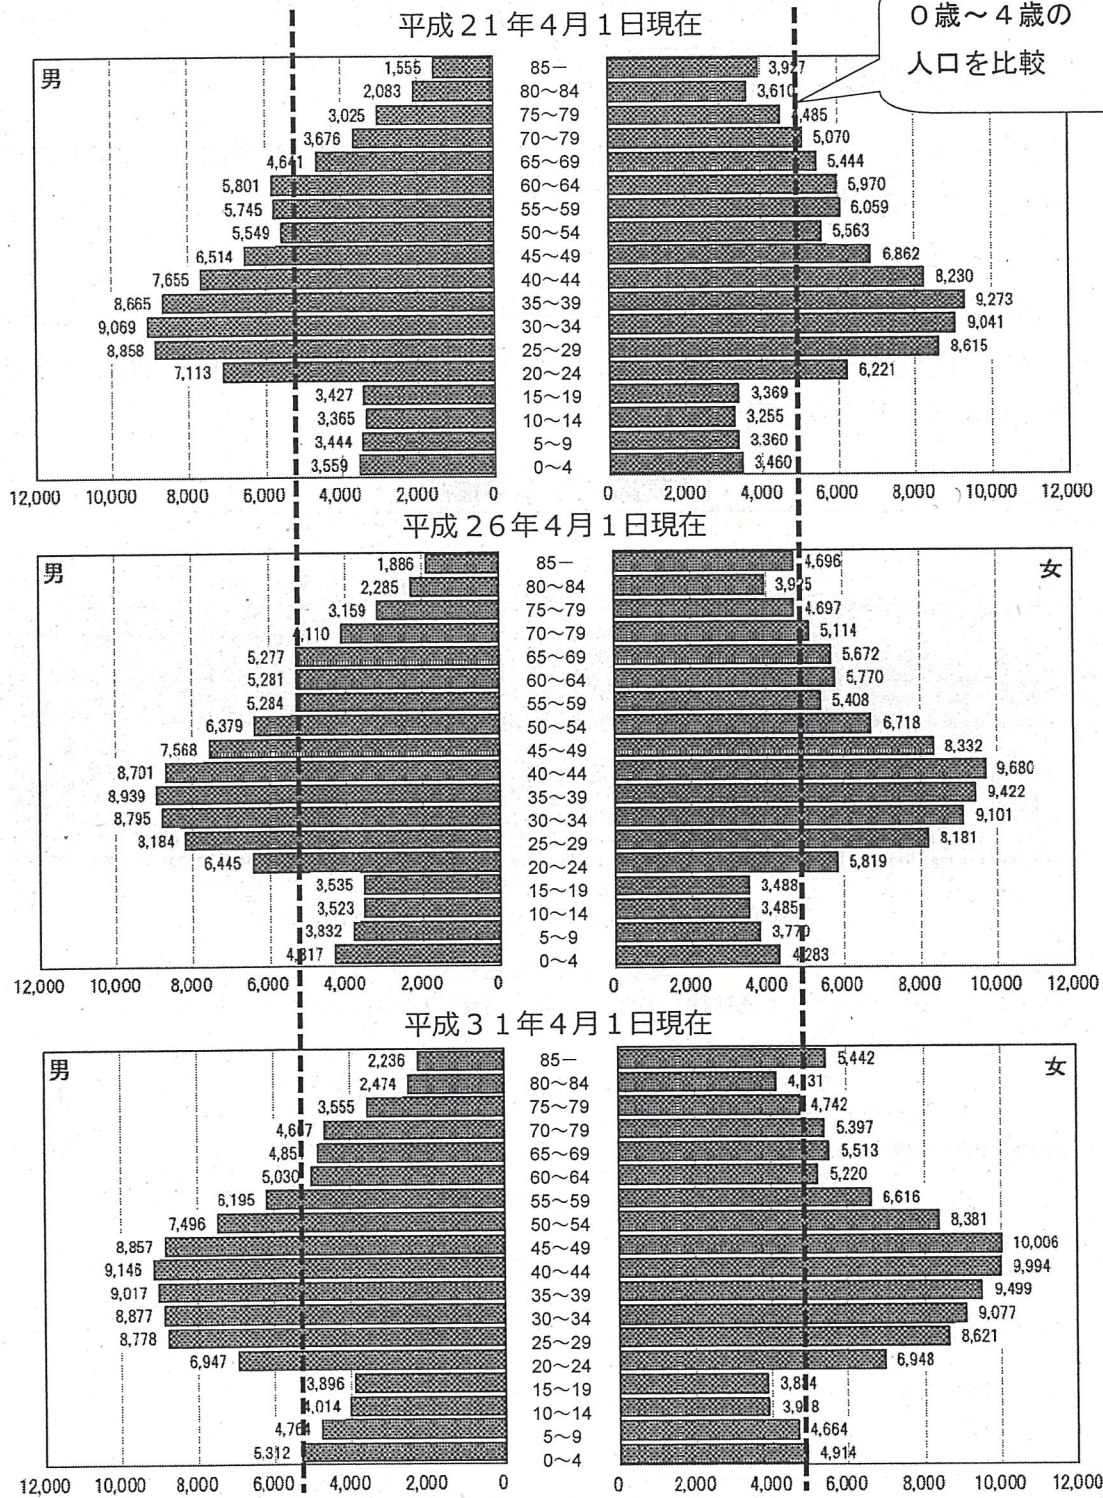 平成21年4月1日現在
0歳～4歳の
人口を比較
男
1,555 85－ 3,927
2,083 80～84 3,610
3,025 75～79 4,485
3,676 70～79 5,070
4,641 65～69 5,444
5,801 60～64 5,970
5,745 55～59 6,059
5,549 50～54 5,563
6,514 45～49 6,862
7,655 40～44 8,230
8,665 35～39 9,273
9,069 30～34 9,041
8,858 25～29 8,615
7,113 20～24 6,221
3,427 15～19 3,369
3,365 10～14 3,255
3,444 5～9 3,360
3,559 0～4 3,460
12,000 10,000 8,000 6,000 4,000 2,000 0 0 2,000 4,000 6,000 8,000 10,000 12,000
平成26年4月1日現在
男 女
1,886 85－ 4,696
2,285 80～84
3,159 75～79 4,697
4,110 70～79 5,114
5,277 65～69 5,672
5,281 60～64 5,770
5,284 55～59 5,408
6,379 50～54 6,718
7,568 45～49 8,332
8,701 40～44 9,680
8,939 35～39 9,422
8,795 30～34 9,101
8,184 25～29 8,181
6,445 20～24 5,819
3,535 15～19 3,488
3,523 10～14 3,485
3,832 5～9
0～4 4,283
12,000 10,000 8,000 6,000 4,000 2,000 0 0 2,000 4,000 6,000 8,000 10,000 12,000
平成31年4月1日現在
男 女
2,236 85－ 5,442
2,474 80～84
3,555 75～79 4,742
70～79 5,397
65～69 5,513
5,030 60～64 5,220
6,195 55～59 6,616
7,496 50～54 8,381
8,857 45～49 10,006
9,146 40～44 9,994
9,017 35～39 9,499
8,877 30～34 9,077
8,778 25～29 8,621
6,947 20～24 6,948
3,896 15～19
4,014 10～14
4,764 5～9 4,664
5,312 0～4 4,914
12,000 10,000 8,000 6,000 4,000 2,000 0 0 2,000 4,000 6,000 8,000 10,000 12,000